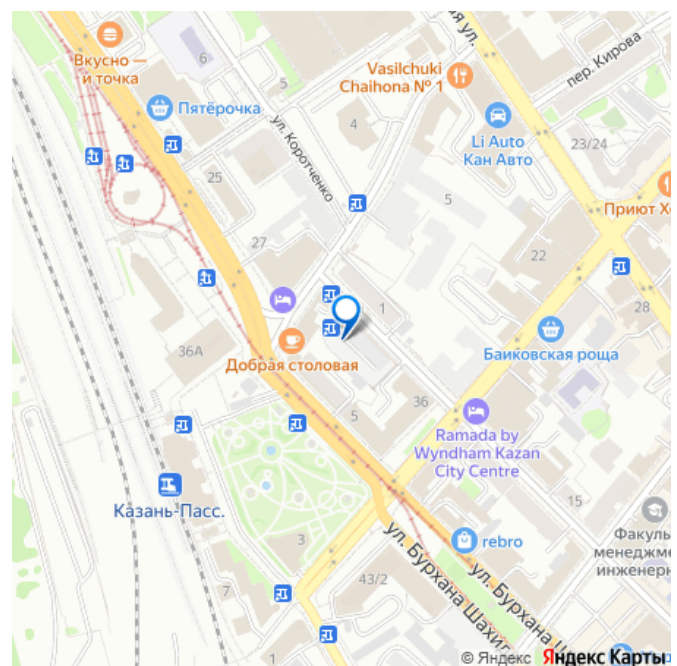 Вкусно —
и точка
6
Пятёрочка
5
Vasilchuki
Chaihona № 1
4
Li Auto
Кан Авто
пер. Кирова
23/24
ул. Коротченко
25
5
Приют Х
27
22
28
1
36А
Добрая столовая
Баиковская роща
5
36
Ramada by
Wyndham Kazan
City Centre
Казань-Пасс.
15
3
rebro
Факуль
менеджме
инженерн
7
43/2
ул. Бурхана Шахиг
ул. Бурхана
1
© Яндекс Яндекс Карты